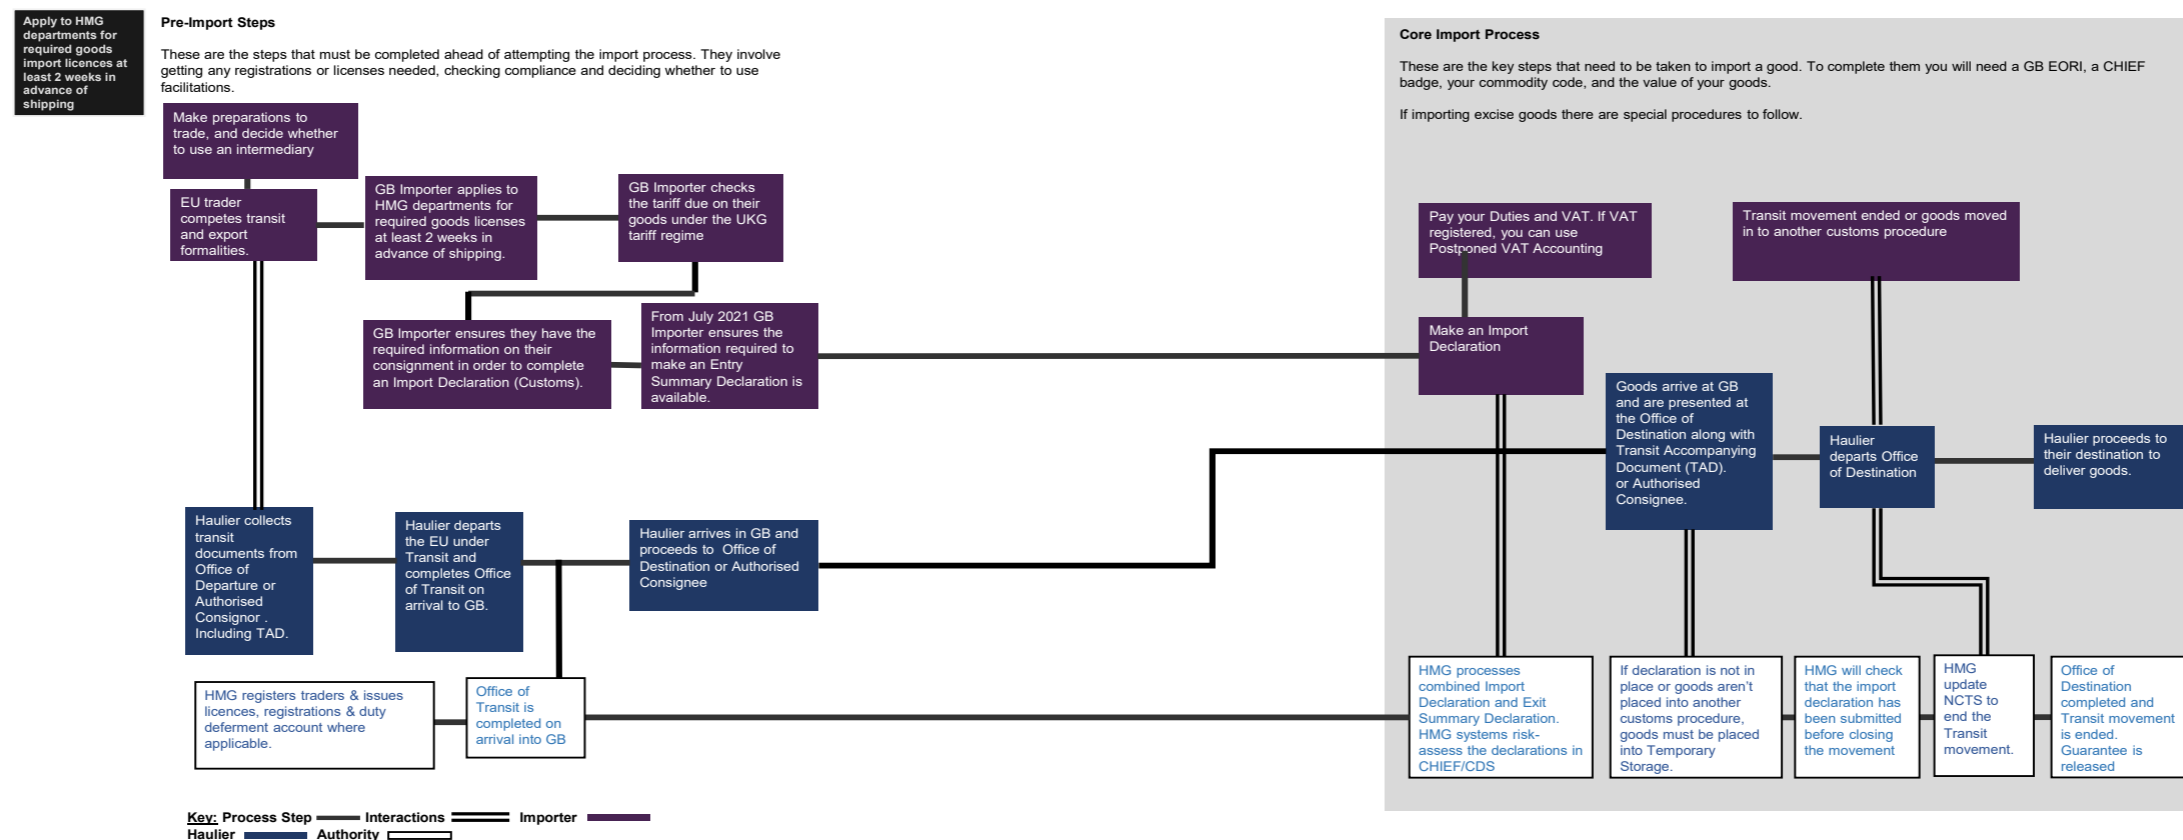 Apply to HMG
departments for
required goods
import licences at
least 2 weeks in
advance of
shipping
Pre-Import Steps
These are the steps that must be completed ahead of attempting the import process. They involve
getting any registrations or licenses needed, checking compliance and deciding whether to use
facilitations.
Make preparations to
trade, and decide whether
to use an intermediary
EU trader
competes transit
and export
formalities.
GB Importer applies to
HMG departments for
required goods licenses
at least 2 weeks in
advance of shipping.
GB Importer checks
the tariff due on their
goods under the UKG
tariff regime
GB Importer ensures they have the
required information on their
consignment in order to complete
an Import Declaration (Customs).
From July 2021 GB
Importer ensures the
information required to
make an Entry
Summary Declaration is
available.
Haulier collects
transit
documents from
Office of
Departure or
Authorised
Consignor .
Including TAD.
Haulier departs
the EU under
Transit and
completes Office
of Transit on
arrival to GB.
Haulier arrives in GB and
proceeds to Office of
Destination or Authorised
Consignee
HMG registers traders & issues
licences, registrations & duty
deferment account where
applicable.
Office of
Transit is
completed on
arrival into GB
Core Import Process
These are the key steps that need to be taken to import a good. To complete them you will need a GB EORI, a CHIEF
badge, your commodity code, and the value of your goods.
If importing excise goods there are special procedures to follow.
Pay your Duties and VAT. If VAT
registered, you can use
Postponed VAT Accounting
Transit movement ended or goods moved
in to another customs procedure
Make an Import
Declaration
Goods arrive at GB
and are presented at
the Office of
Destination along with
Transit Accompanying
Document (TAD).
or Authorised
Consignee.
Haulier
departs Office
of Destination
Haulier proceeds to
their destination to
deliver goods.
HMG processes
combined Import
Declaration and Exit
Summary Declaration.
HMG systems risk-
assess the declarations in
CHIEF/CDS
If declaration is not in
place or goods aren't
placed into another
customs procedure,
goods must be placed
into Temporary
Storage.
HMG will check
that the import
declaration has
been submitted
before closing
the movement
HMG
update
NCTS to
end the
Transit
movement.
Office of
Destination
completed and
Transit movement
is ended.
Guarantee is
released
Key: Process Step Interactions Importer
Haulier Authority